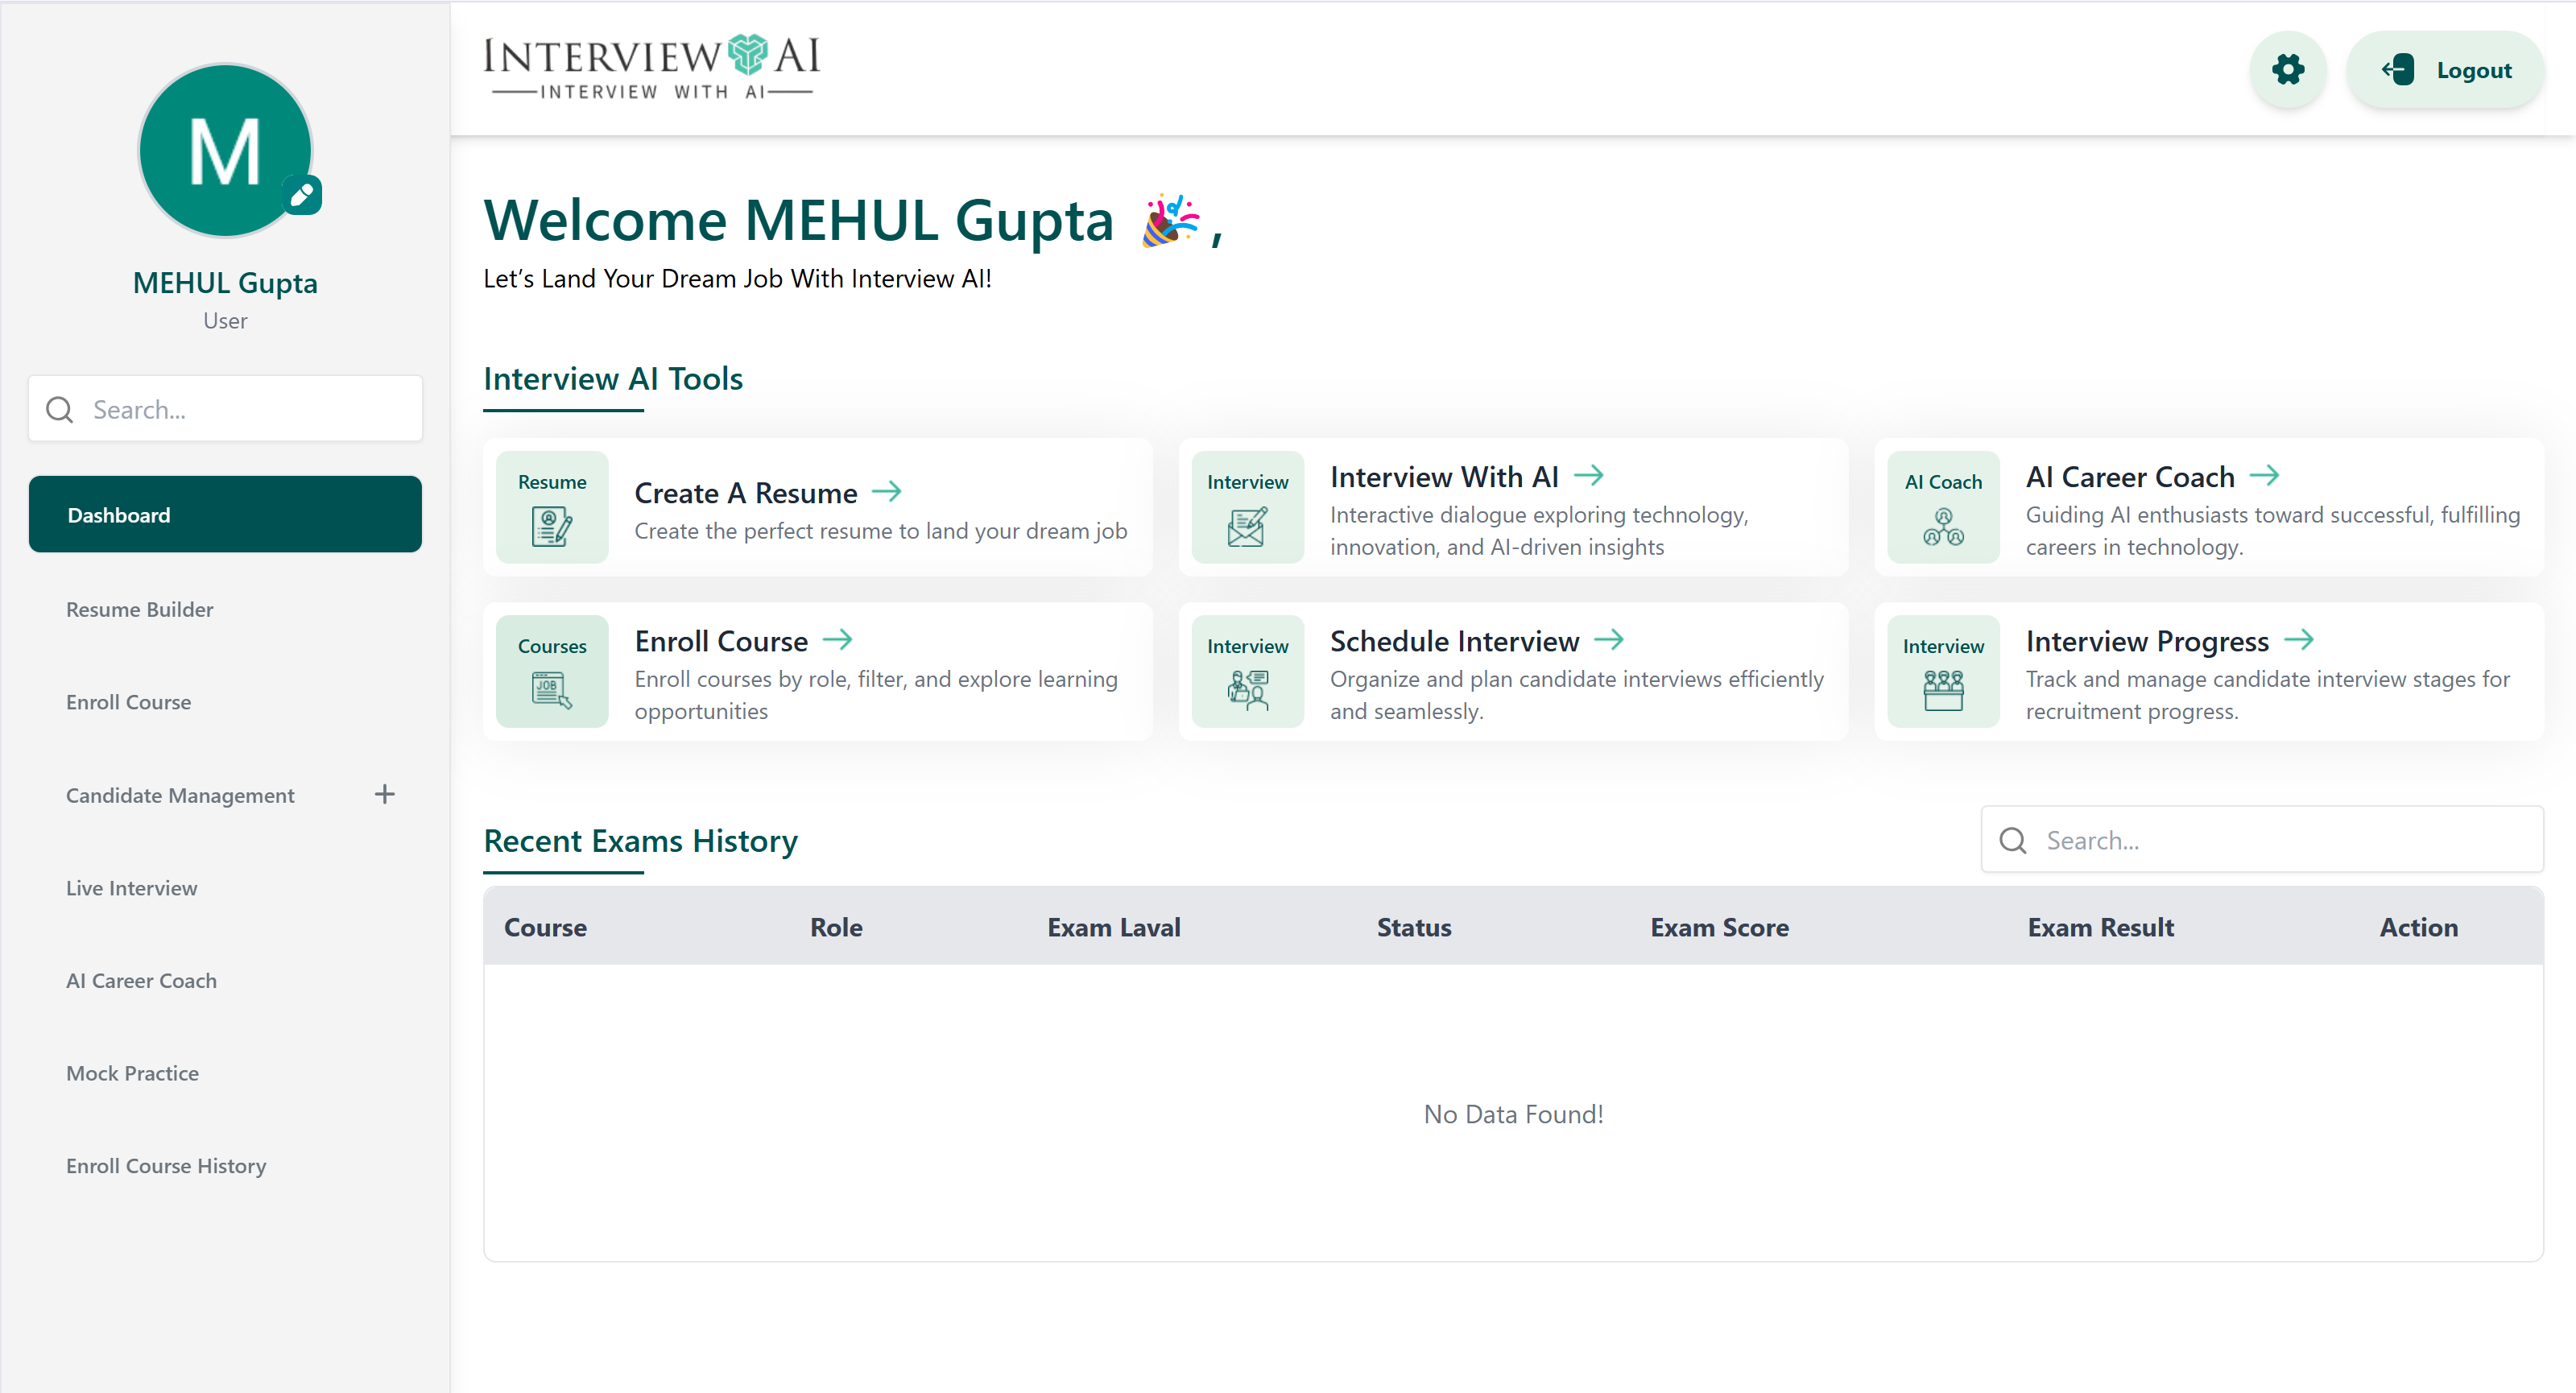 M
MEHUL Gupta
User
Search...
Dashboard
Resume Builder
Enroll Course
Candidate Management
Live Interview
AI Career Coach
Mock Practice
Enroll Course History
INTERVIEW AI
INTERVIEW WITH AI
Logout
Welcome MEHUL Gupta 🎉,
Let’s Land Your Dream Job With Interview AI!
Interview AI Tools
Resume
Create A Resume
Create the perfect resume to land your dream job
Interview
Interview With AI
Interactive dialogue exploring technology,
innovation, and AI-driven insights
AI Coach
AI Career Coach
Guiding AI enthusiasts toward successful, fulfilling
careers in technology.
Courses
JOB
Enroll Course
Enroll courses by role, filter, and explore learning
opportunities
Interview
Schedule Interview
Organize and plan candidate interviews efficiently
and seamlessly.
Interview
Interview Progress
Track and manage candidate interview stages for
recruitment progress.
Recent Exams History
Search...
Course Role Exam Laval Status Exam Score Exam Result Action
No Data Found!